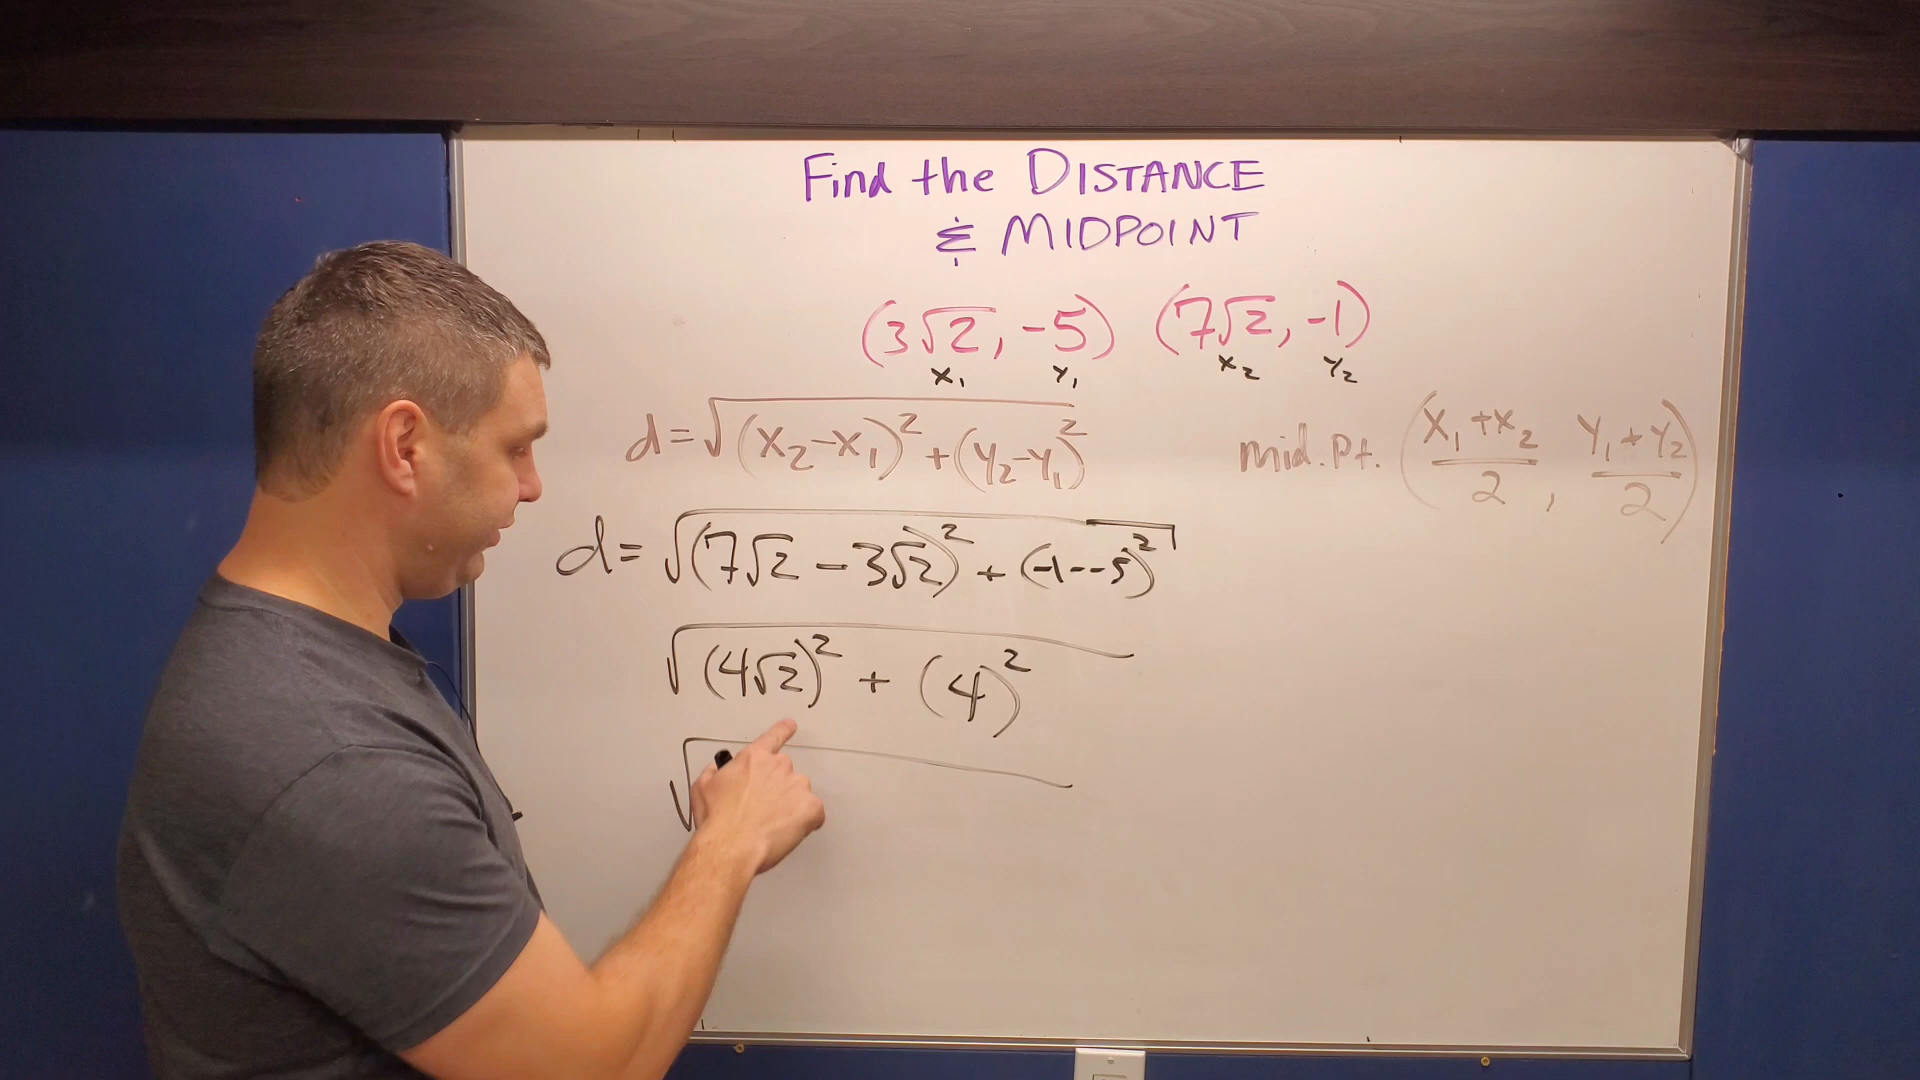 Find the DISTANCE
& MIDPOINT
(3√2, -5) (7√2, -1)
x₁ y₁ x₂ y₂
d=√(x₂-x₁)²+(y₂-y₁)²
mid.Pt. (x₁+x₂/2, y₁+y₂/2)
d=√(7√2-3√2)²+(-1--5)²
√(4√2)²+(4)²
√